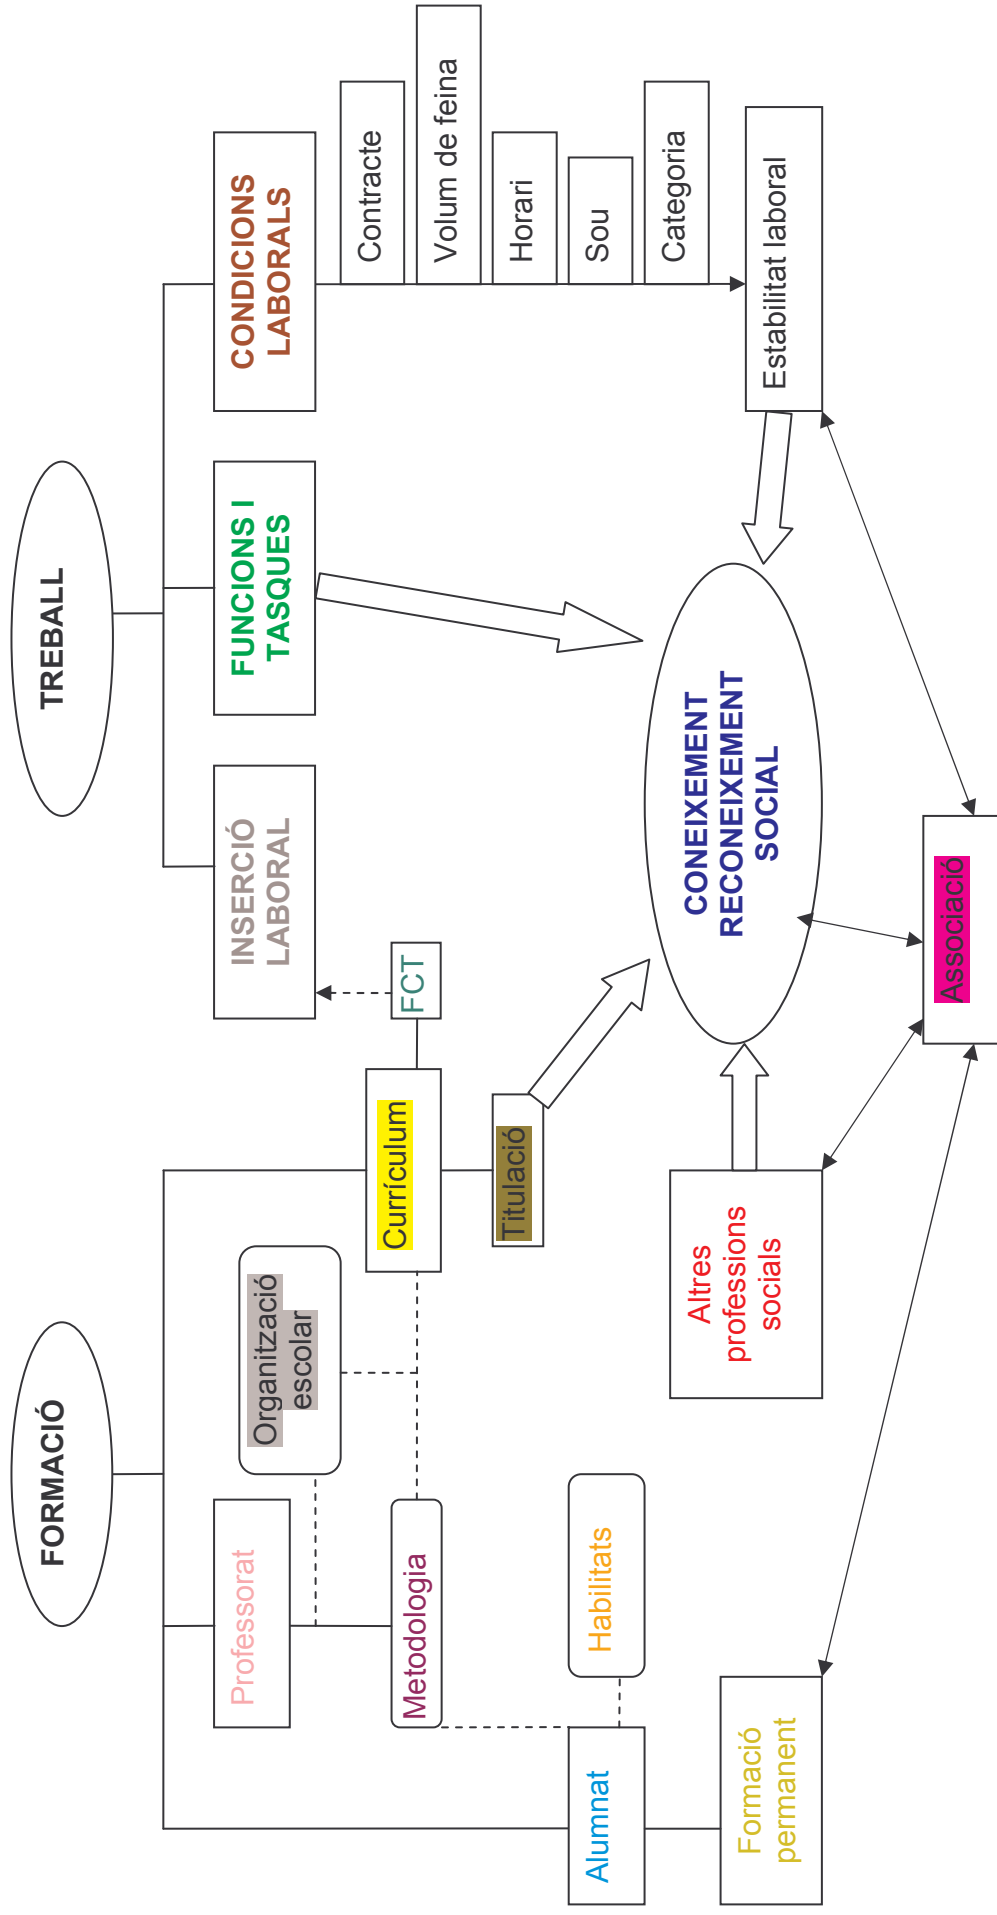 FORMACIÓ
TREBALL
Professorat
Organització
escolar
INSERCIÓ
LABORAL
FUNCIONS I
TASQUES
CONDICIONS
LABORALS
Metodologia
Currículum
FCT
Contracte
Volum de feina
Horari
Sou
Categoria
Alumnat
Habilitats
Titulació
Formació
permanent
Altres
professions
socials
CONEIXEMENT
RECONEIXEMENT
SOCIAL
Estabilitat laboral
Associació